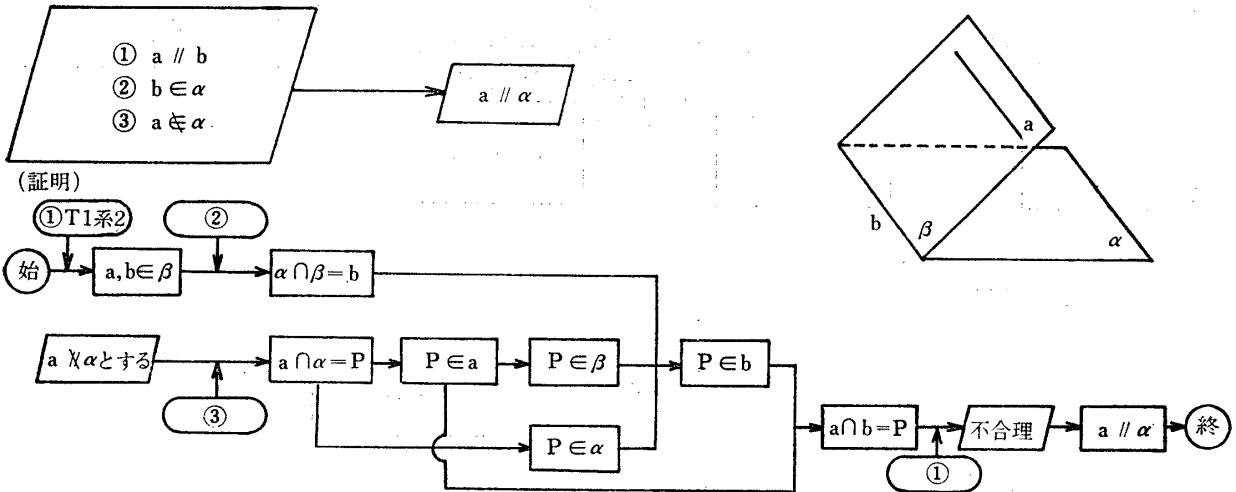 ① a // b
② b ∈ α
③ a ∉ α
a // α
(証明)
①T1系2
②
始
a, b∈β
α∩β=b
a ∦ αとする
③
a∩α=P
P∈a
P∈β
P∈b
P∈α
a∩b=P
①
不合理
a // α
終
a
b
β
α